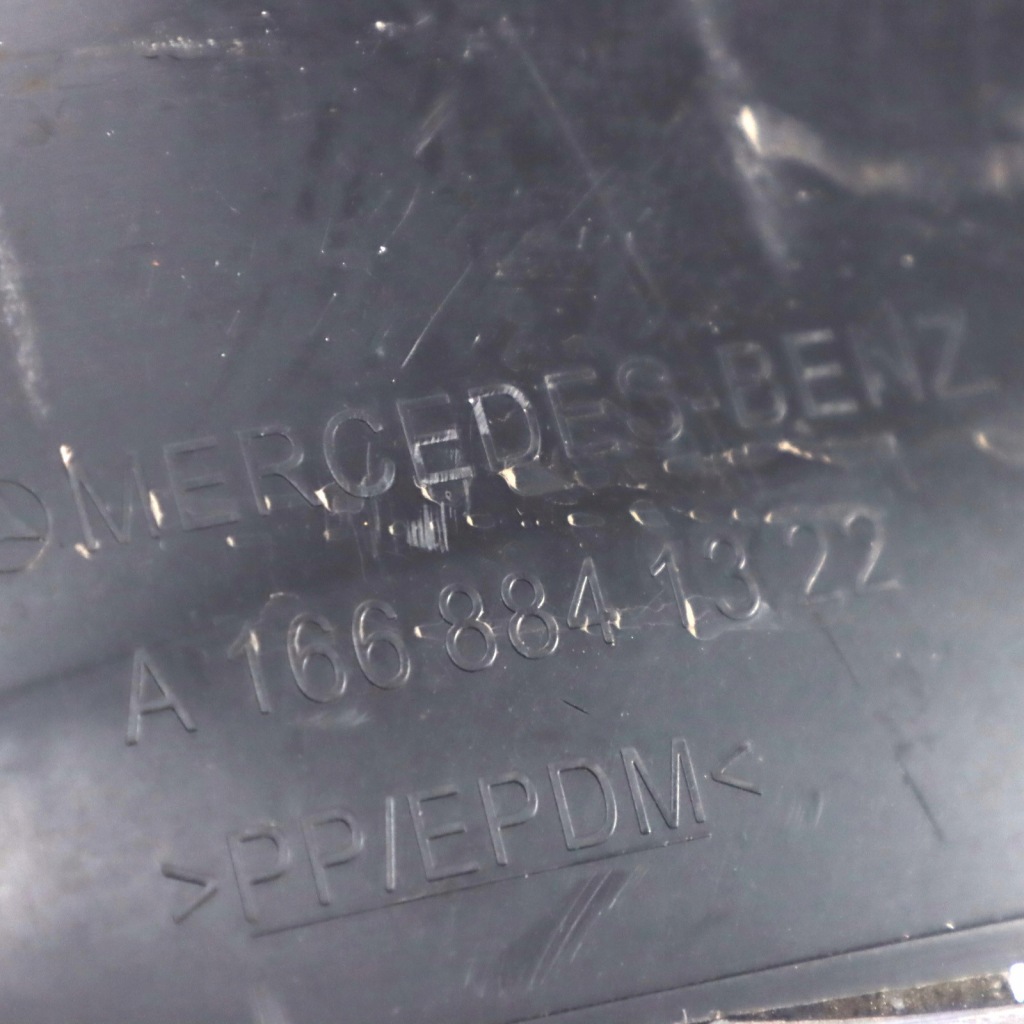 MERCEDES-BENZ
A 166 884 13 22
>PP/EPDM<